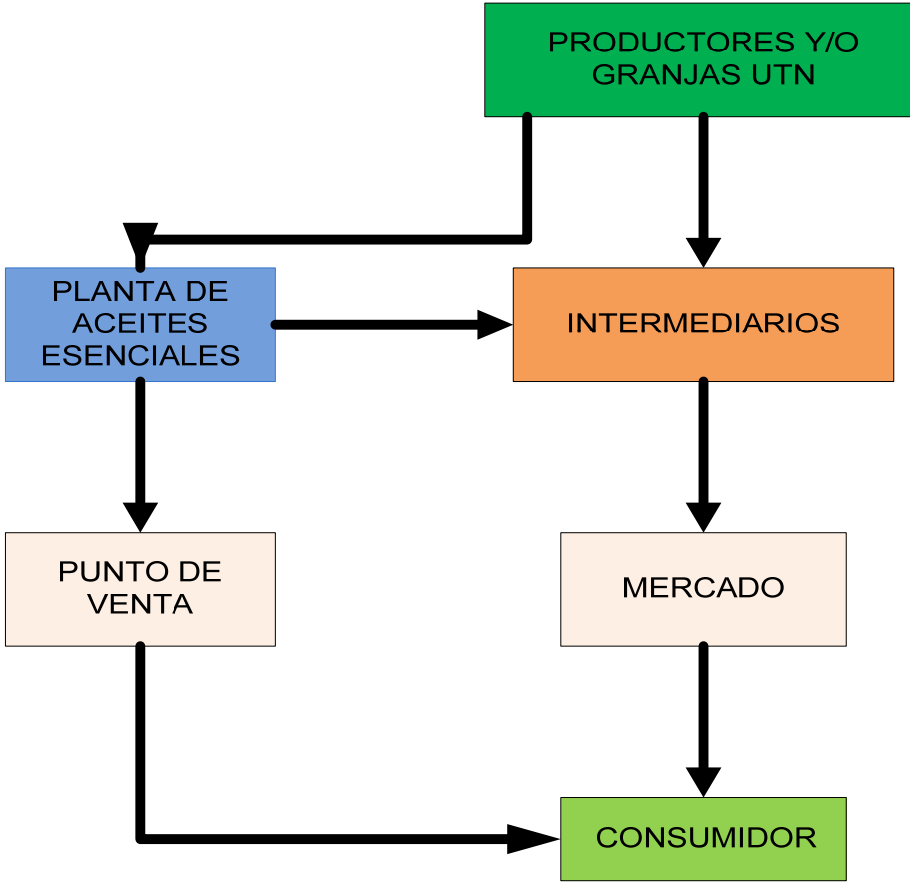 PRODUCTORES Y/O
GRANJAS UTN
PLANTA DE
ACEITES
ESENCIALES
INTERMEDIARIOS
PUNTO DE
VENTA
MERCADO
CONSUMIDOR